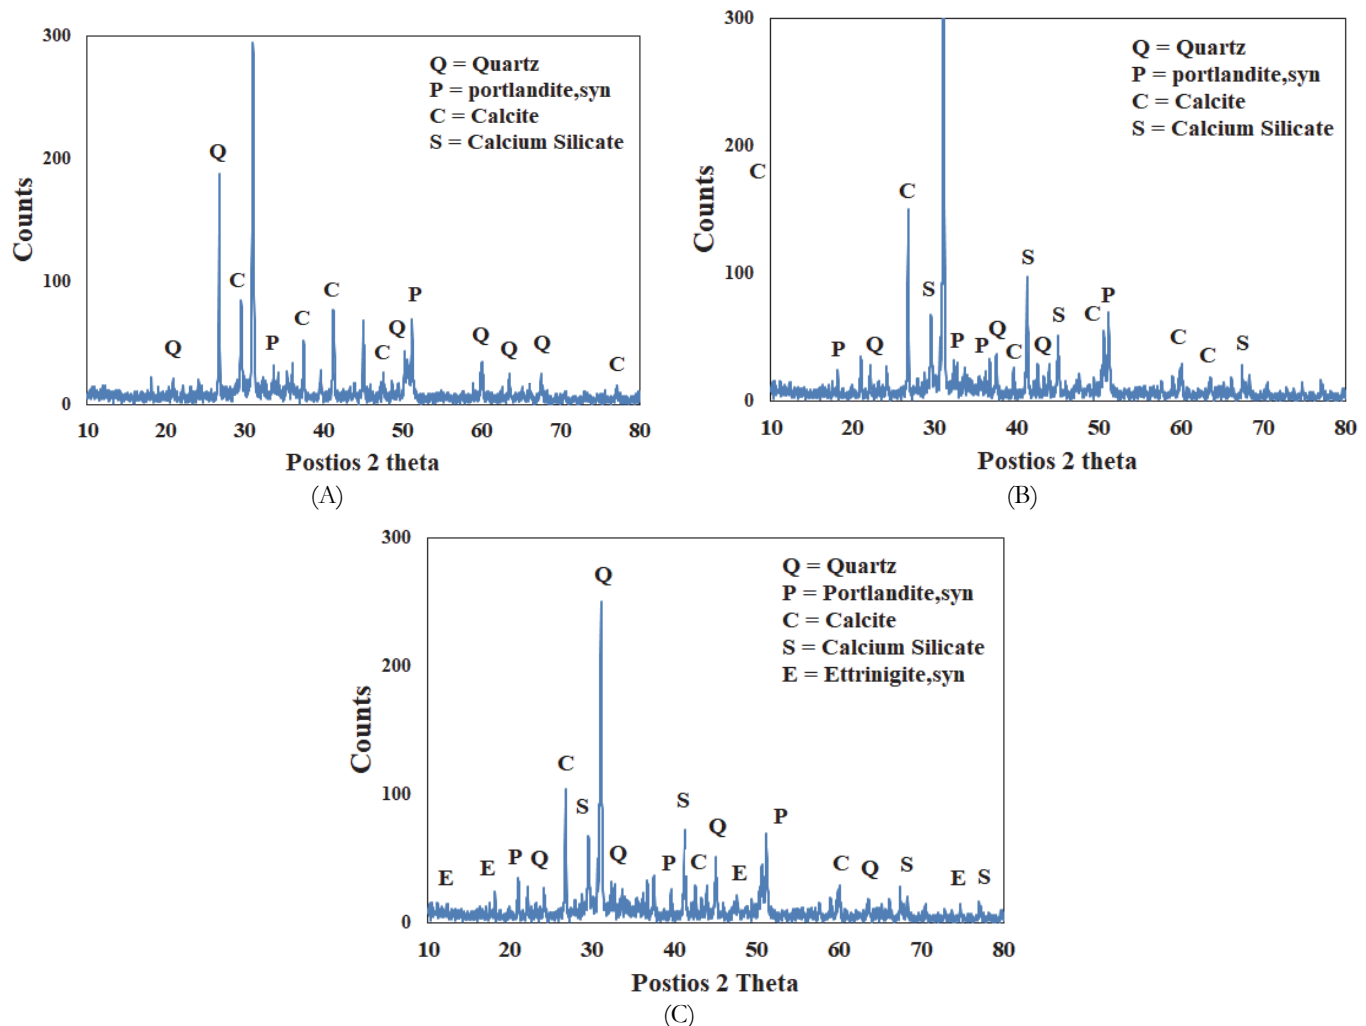 300
200
100
0
Counts
Q = Quartz
P = portlandite,syn
C = Calcite
S = Calcium Silicate
Q
Q
C
P
C
C
C
Q
P
Q
Q
Q
C
10 20 30 40 50 60 70 80
Postios 2 theta
(A)
300
200
100
0
Counts
Q = Quartz
P = portlandite,syn
C = Calcite
S = Calcium Silicate
C
P
Q
C
S
P
P
Q
C
S
Q
S
C
P
C
C
S
10 20 30 40 50 60 70 80
Postios 2 theta
(B)
300
200
100
0
Counts
Q = Quartz
P = Portlandite,syn
C = Calcite
S = Calcium Silicate
E = Ettrinigite,syn
E
E
P
Q
C
S
Q
Q
P
S
C
Q
E
P
C
Q
S
E
S
10 20 30 40 50 60 70 80
Postios 2 Theta
(C)